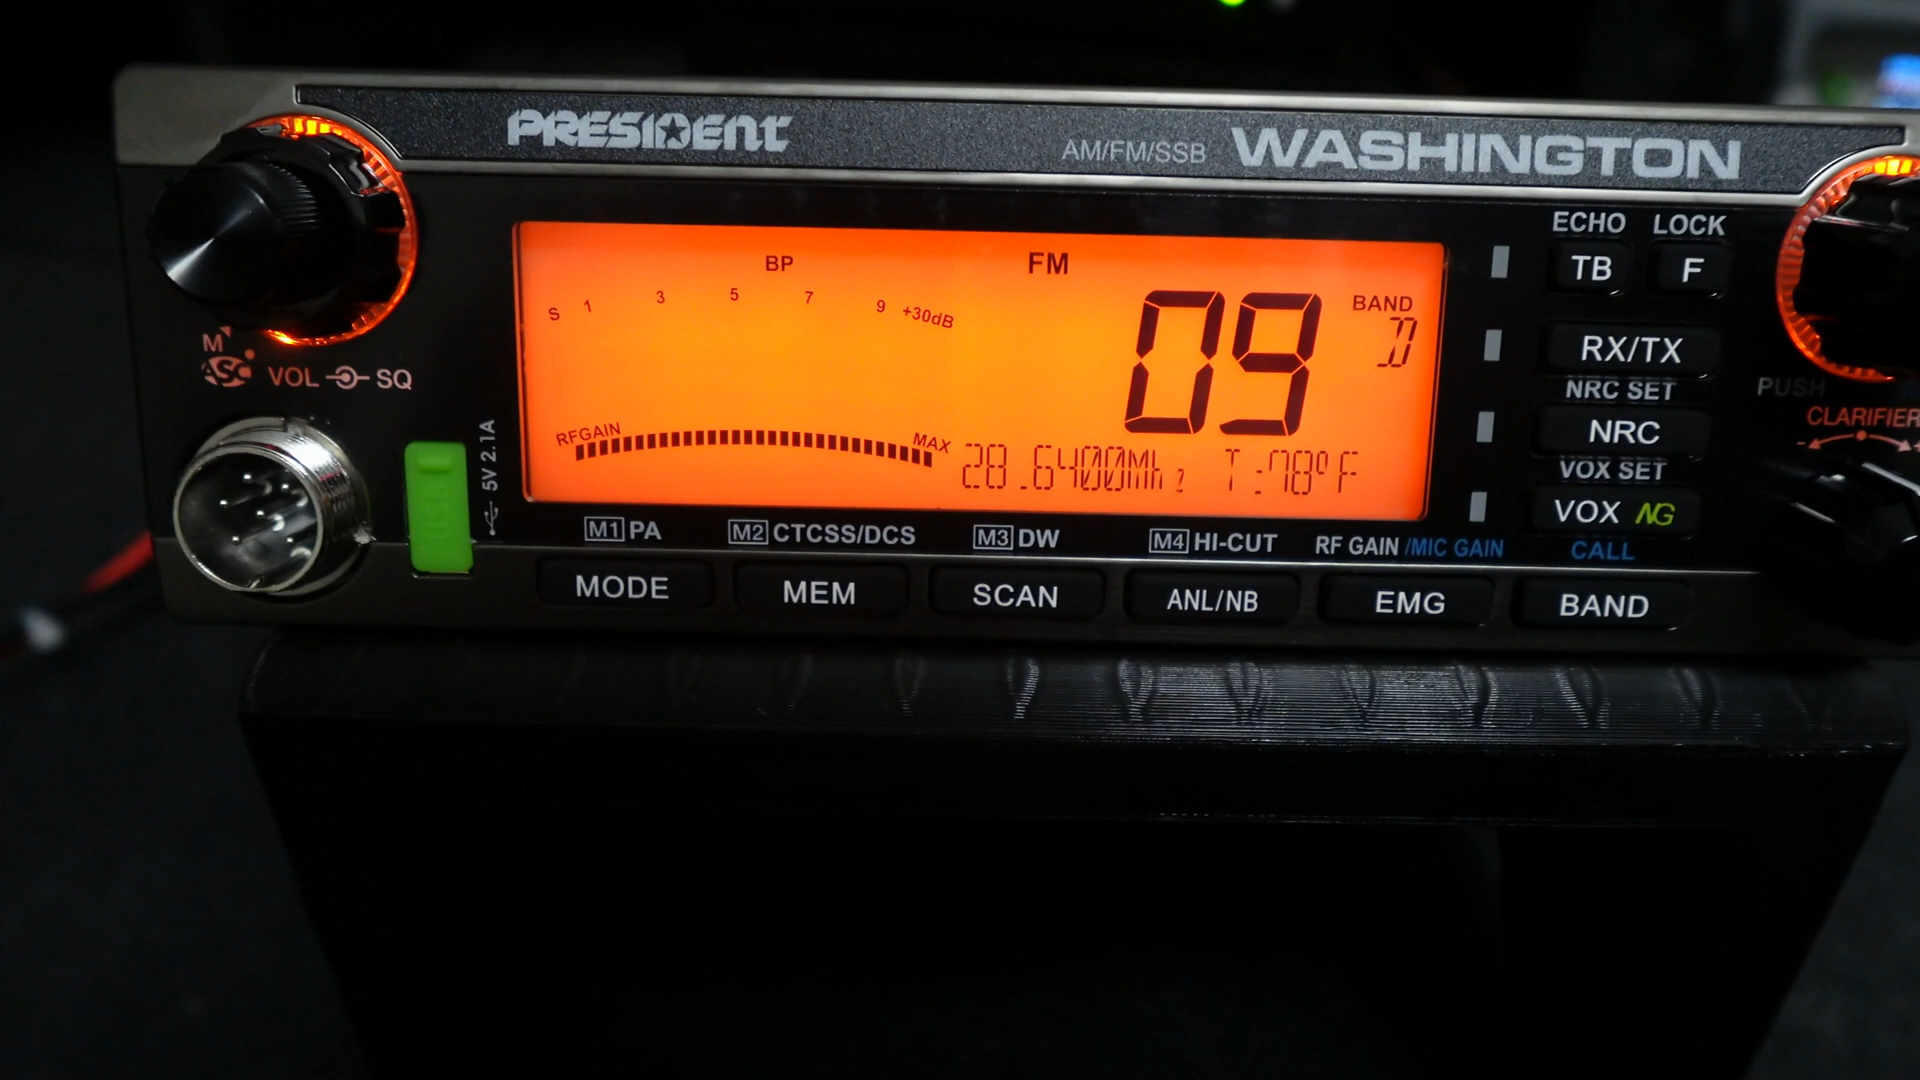 PRESIDENT
AM/FM/SSB WASHINGTON
ECHO LOCK
TB F
BP FM
S 1 3 5 7 9 +30dB
09 BAND
D
RX/TX
M
ASC VOL SQ
NRC SET
PUSH
CLARIFIER
- +
NRC
RFGAIN MAX
28.6400MHz T:78°F
5V 2.1A
USB
VOX SET
VOX NG
M1 PA M2 CTCSS/DCS M3 DW M4 HI-CUT RF GAIN /MIC GAIN CALL
MODE MEM SCAN ANL/NB EMG BAND